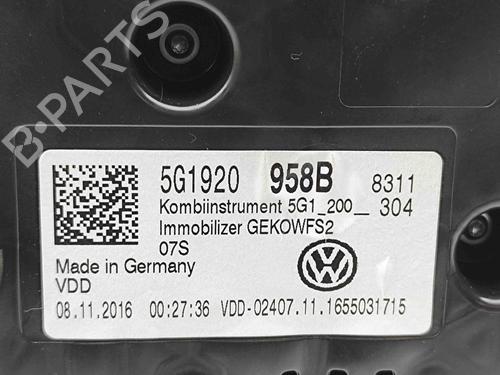 B-PARTS
5G1920 958B 8311
Kombiinstrument 5G1_200__ 304
Immobilizer GEKOWFS2
07S
Made in Germany
VDD
08.11.2016 00:27:36 VDD-02407.11.1655031715